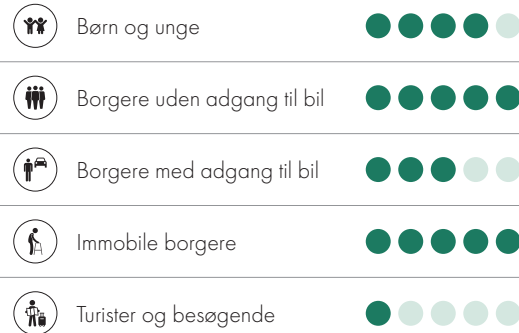 Børn og unge
Borgere uden adgang til bil
Borgere med adgang til bil
Immobile borgere
Turister og besøgende